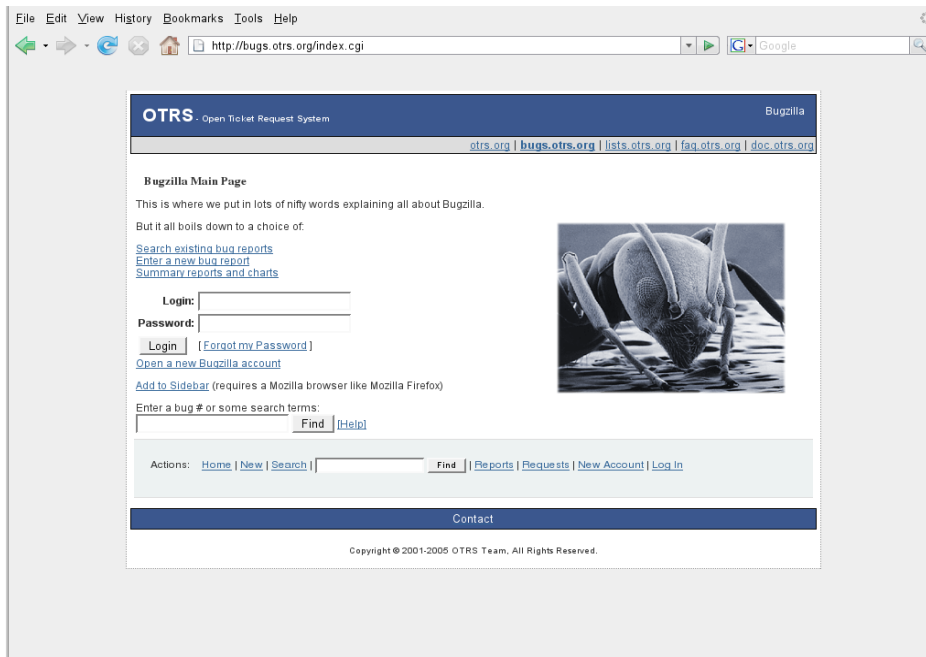 File Edit View History Bookmarks Tools Help
http://bugs.otrs.org/index.cgi
G Google
OTRS - Open Ticket Request System
Bugzilla
otrs.org | bugs.otrs.org | lists.otrs.org | faq.otrs.org | doc.otrs.org
Bugzilla Main Page
This is where we put in lots of nifty words explaining all about Bugzilla.
But it all boils down to a choice of:
Search existing bug reports
Enter a new bug report
Summary reports and charts
Login:
Password:
Login [ Forgot my Password ]
Open a new Bugzilla account
Add to Sidebar (requires a Mozilla browser like Mozilla Firefox)
Enter a bug # or some search terms:
Find [Help]
Actions: Home | New | Search | Find | Reports | Requests | New Account | Log In
Contact
Copyright © 2001-2005 OTRS Team, All Rights Reserved.